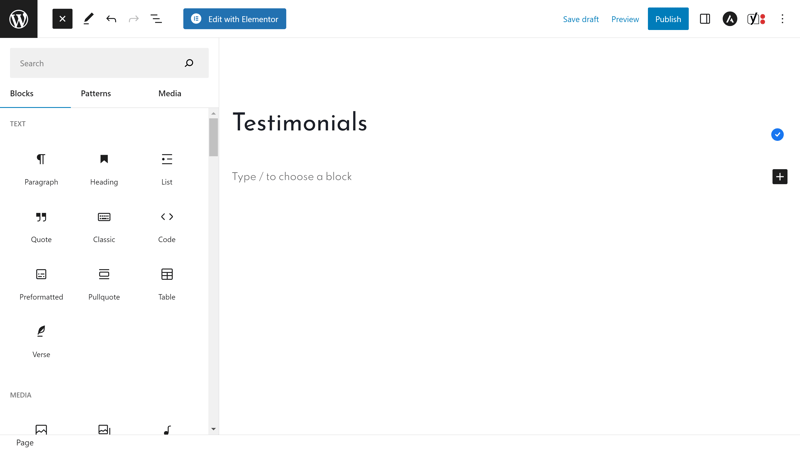 Edit with Elementor
Save draft
Preview
Publish
Search
Blocks
Patterns
Media
TEXT
Paragraph
Heading
List
Quote
Classic
Code
Preformatted
Pullquote
Table
Verse
MEDIA
Testimonials
Type / to choose a block
Page